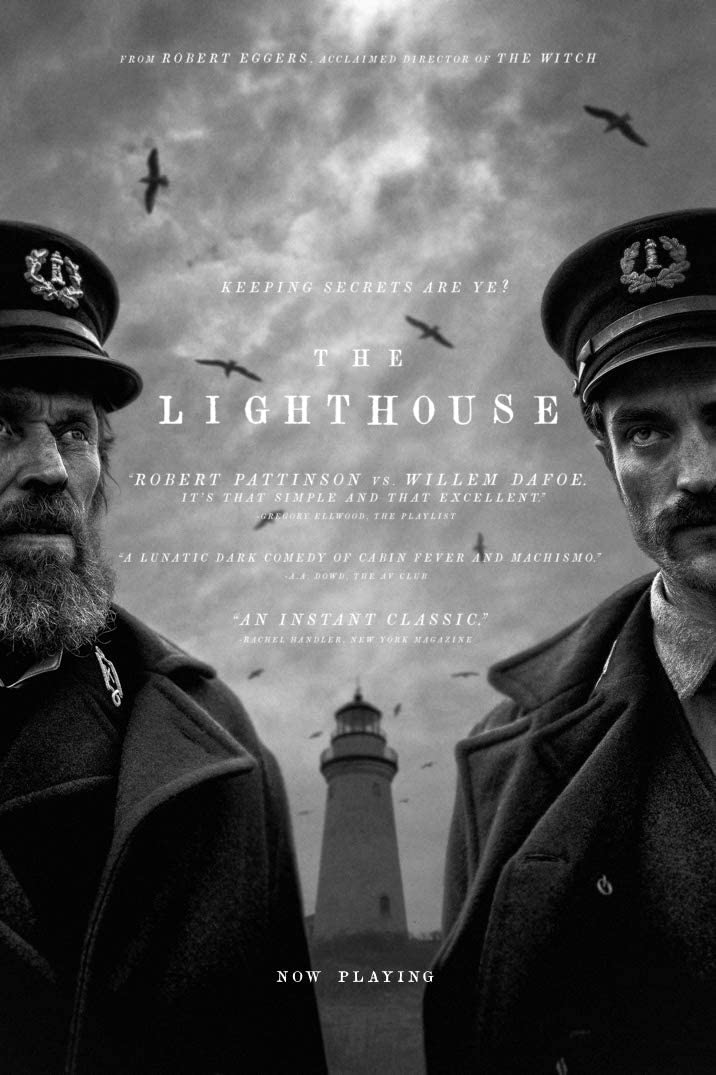 FROM ROBERT EGGERS, ACCLAIMED DIRECTOR OF THE WITCH
KEEPING SECRETS ARE YE?
THE
LIGHTHOUSE
"ROBERT PATTINSON VS. WILLEM DAFOE.
IT'S THAT SIMPLE AND THAT EXCELLENT."
-GREGORY ELLWOOD, THE PLAYLIST
"A LUNATIC DARK COMEDY OF CABIN FEVER AND MACHISMO."
-A.A. DOWD, THE AV CLUB
"AN INSTANT CLASSIC."
-RACHEL HANDLER, NEW YORK MAGAZINE
NOW PLAYING